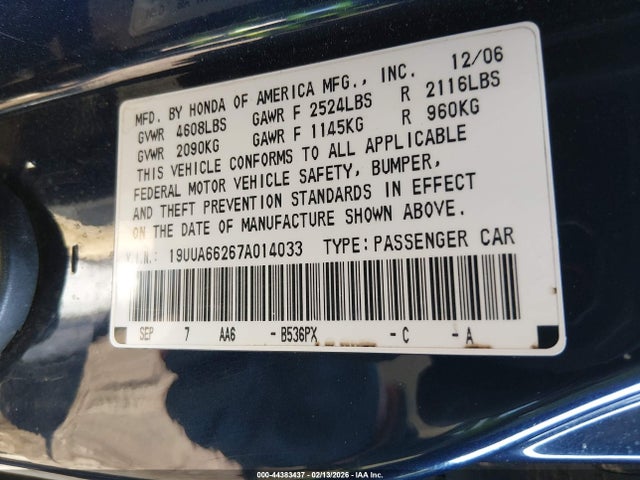 MFD. BY HONDA OF AMERICA MFG., INC. 12/06
GVWR 4608LBS GAWR F 2524LBS R 2116LBS
GVWR 2090KG GAWR F 1145KG R 960KG
THIS VEHICLE CONFORMS TO ALL APPLICABLE
FEDERAL MOTOR VEHICLE SAFETY, BUMPER,
AND THEFT PREVENTION STANDARDS IN EFFECT
ON THE DATE OF MANUFACTURE SHOWN ABOVE.
V.I.N. 19UUA66267A014033 TYPE:PASSENGER CAR
SEP 7 AA6 - B536PX - C - A
000-44383437 - 02/13/2026 - IAA Inc.